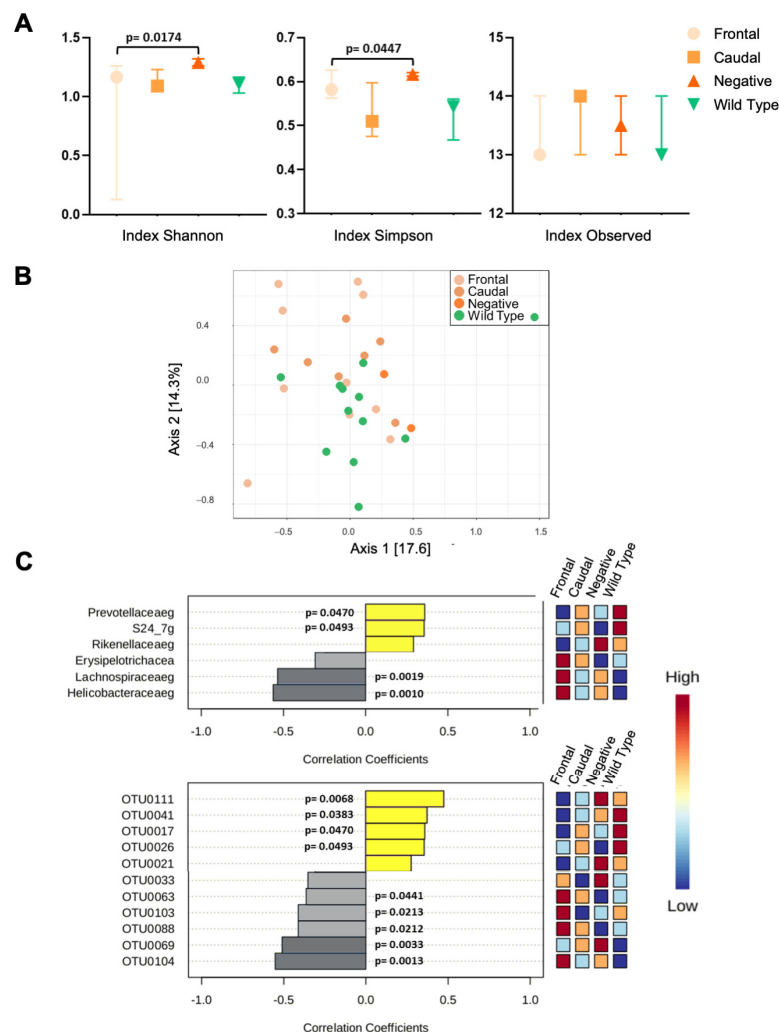 A
p= 0.0174
p= 0.0447
1.5
1.0
0.5
0.0
Index Shannon
0.7
0.6
0.5
0.4
0.3
Index Simpson
15
14
13
12
Index Observed
Frontal
Caudal
Negative
Wild Type
B
Frontal
Caudal
Negative
Wild Type
Axis 2 [14.3%]
0.4
0.0
−0.4
−0.8
−0.5
0.0
0.5
1.0
1.5
Axis 1 [17.6]
C
Frontal
Caudal
Negative
Wild Type
Prevotellaceaeg p= 0.0470
S24_7g p= 0.0493
Rikenellaceaeg
Erysipelotrichacea
Lachnospiraceaeg p= 0.0019
Helicobacteraceaeg p= 0.0010
-1.0 -0.5 0.0 0.5 1.0
Correlation Coefficients
High
Low
Frontal
Caudal
Negative
Wild Type
OTU0111 p= 0.0068
OTU0041 p= 0.0383
OTU0017 p= 0.0470
OTU0026 p= 0.0493
OTU0021
OTU0033
OTU0063 p= 0.0441
OTU0103 p= 0.0213
OTU0088 p= 0.0212
OTU0069 p= 0.0033
OTU0104 p= 0.0013
-1.0 -0.5 0.0 0.5 1.0
Correlation Coefficients